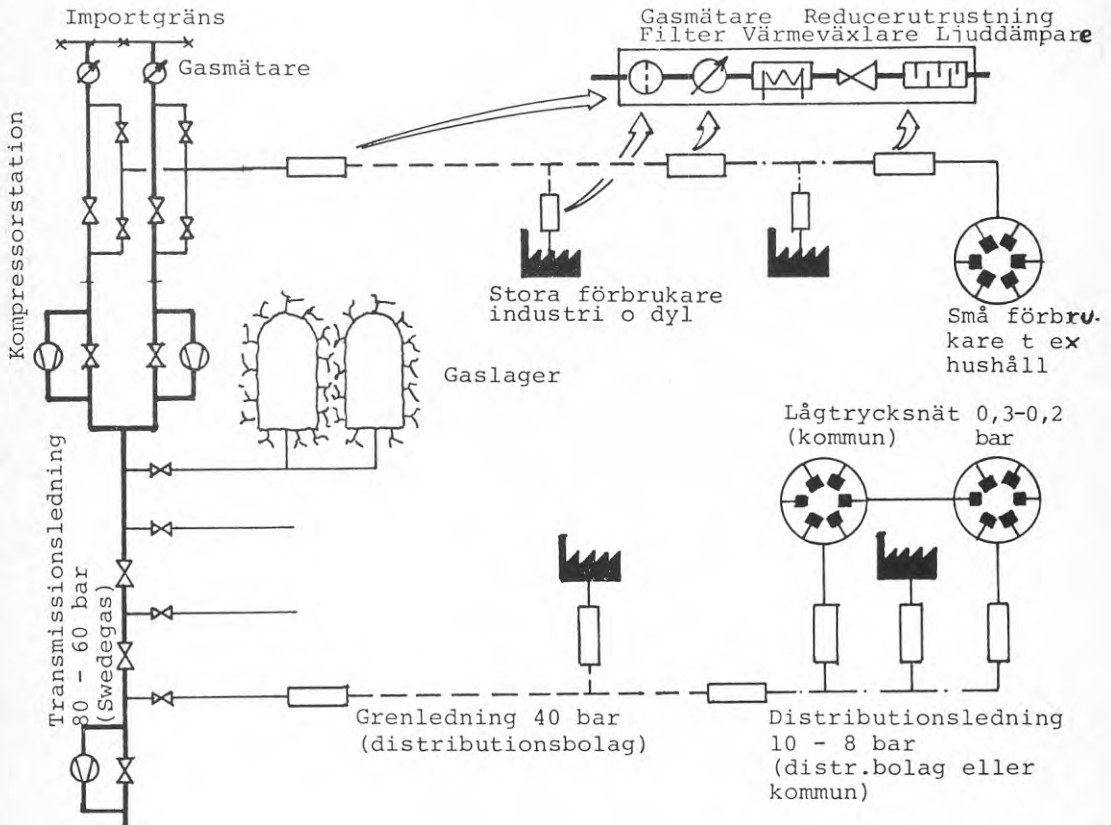 Importgräns
Gasmätare Reducerutrustning
Filter Värmeväxlare Ljuddämpare
Gasmätare
Kompressorstation
Stora förbrukare
industri o dyl
Små förbru-
kare t ex
hushåll
Gaslager
Lågtrycksnät 0,3-0,2
(kommun) bar
Transmissionsledning
80 - 60 bar
(Swedegas)
Grenledning 40 bar
(distributionsbolag)
Distributionsledning
10 - 8 bar
(distr.bolag eller
kommun)